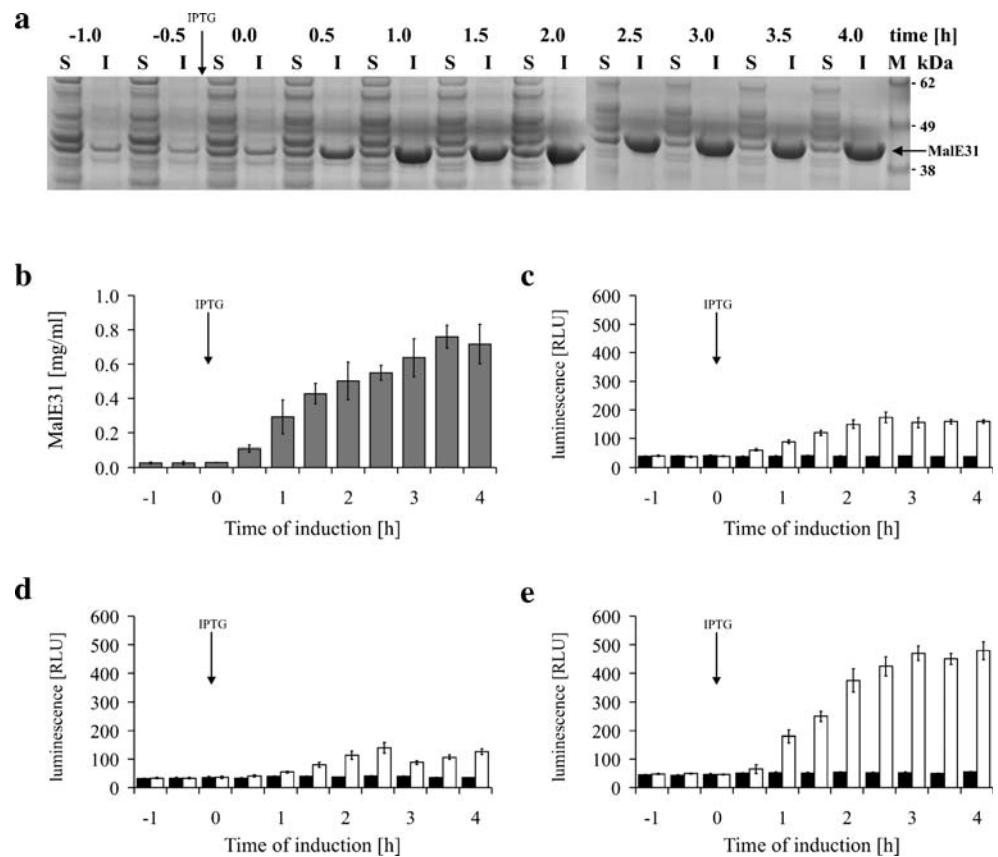 a
IPTG
-1.0 -0.5 0.0 0.5 1.0 1.5 2.0 2.5 3.0 3.5 4.0 time [h]
S I S I S I S I S I S I S I S I S I S I S I M kDa
- 62
- 49
MalE31
- 38
b
1.0
0.8
0.6
0.4
0.2
0.0
MalE31 [mg/ml]
IPTG
-1 0 1 2 3 4
Time of induction [h]
c
600
500
400
300
200
100
0
luminescence [RLU]
IPTG
-1 0 1 2 3 4
Time of induction [h]
d
600
500
400
300
200
100
0
luminescence [RLU]
IPTG
-1 0 1 2 3 4
Time of induction [h]
e
600
500
400
300
200
100
0
luminescence [RLU]
IPTG
-1 0 1 2 3 4
Time of induction [h]